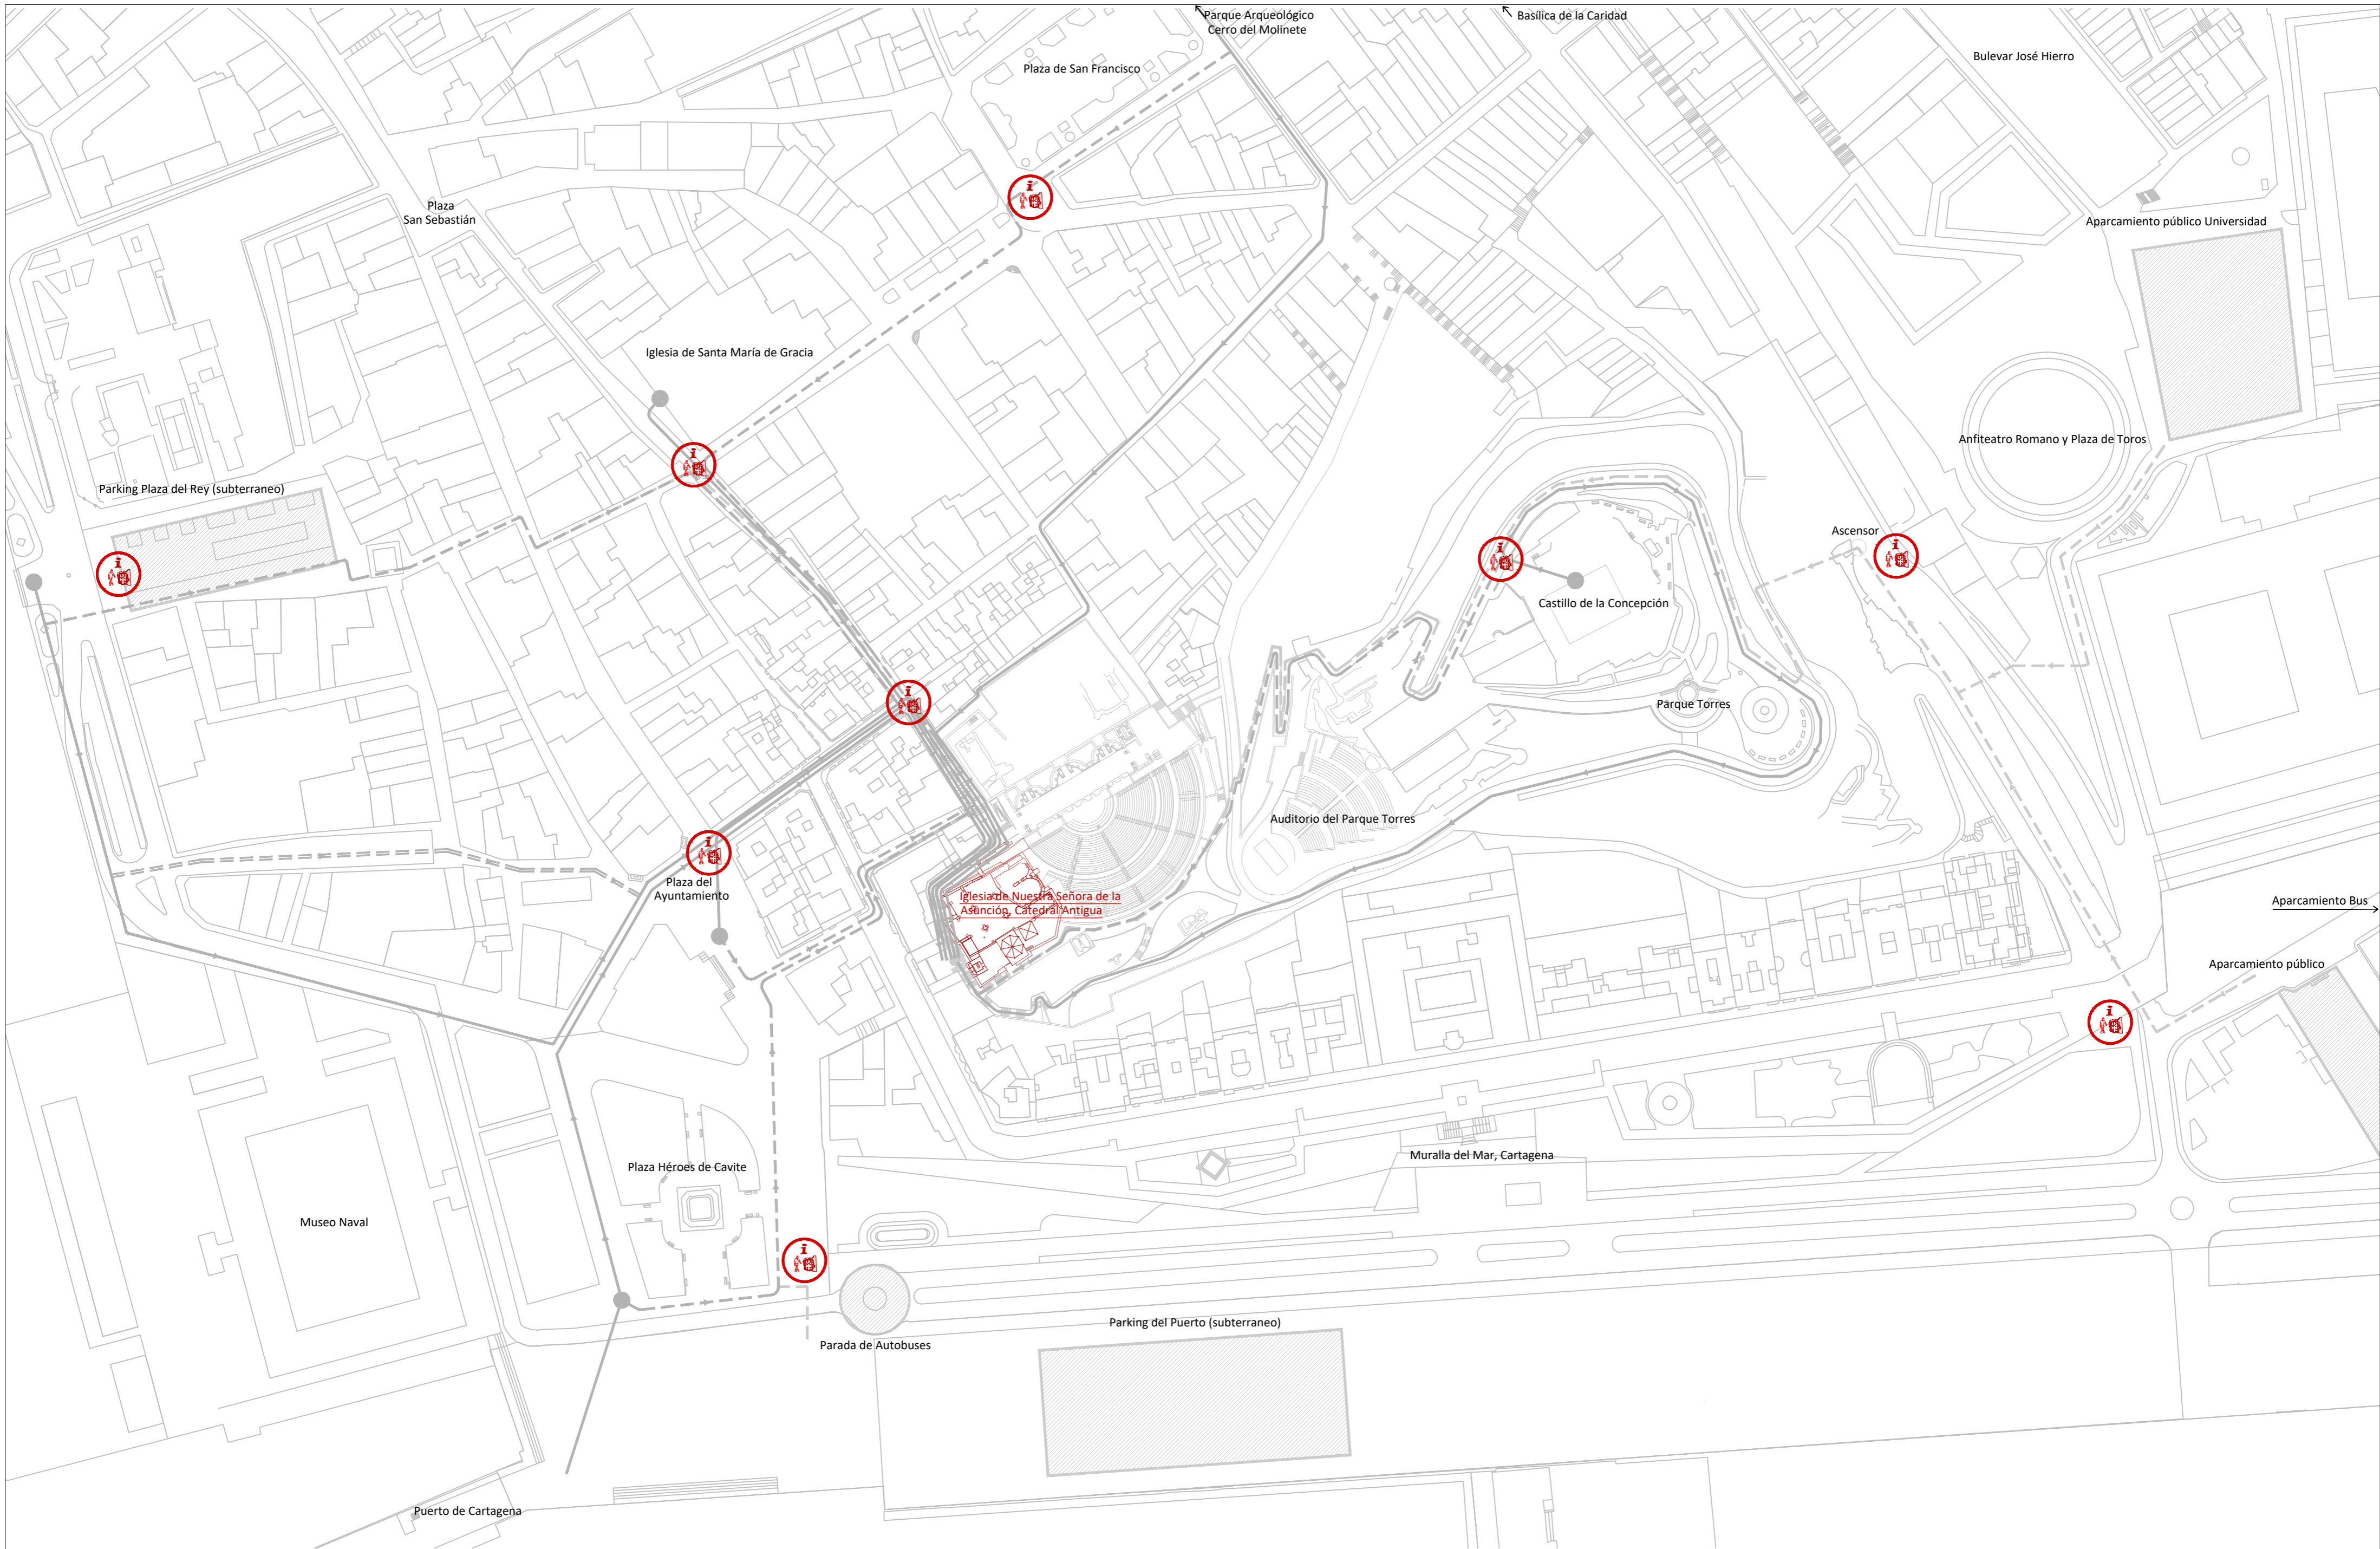 Parque Arqueológico
Cerro del Molinete
Basílica de la Caridad
Bulevar José Hierro
Plaza de San Francisco
Plaza
San Sebastián
Aparcamiento público Universidad
Iglesia de Santa María de Gracia
Anfiteatro Romano y Plaza de Toros
Parking Plaza del Rey (subterraneo)
Ascensor
Castillo de la Concepción
Parque Torres
Auditorio del Parque Torres
Plaza del
Ayuntamiento
Iglesia de Nuestra Señora de la
Asunción, Catedral Antigua
Aparcamiento Bus
Aparcamiento público
Muralla del Mar, Cartagena
Plaza Héroes de Cavite
Museo Naval
Parking del Puerto (subterraneo)
Parada de Autobuses
Puerto de Cartagena
i
i
i
i
i
i
i
i
i